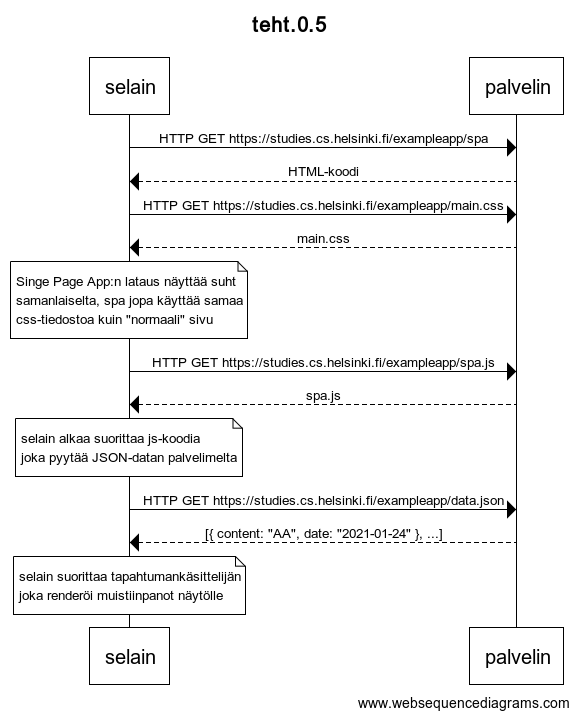 teht.0.5
selain
palvelin
HTTP GET https://studies.cs.helsinki.fi/exampleapp/spa
HTML-koodi
HTTP GET https://studies.cs.helsinki.fi/exampleapp/main.css
main.css
Singe Page App:n lataus näyttää suht
samanlaiselta, spa jopa käyttää samaa
css-tiedostoa kuin "normaali" sivu
HTTP GET https://studies.cs.helsinki.fi/exampleapp/spa.js
spa.js
selain alkaa suorittaa js-koodia
joka pyytää JSON-datan palvelimelta
HTTP GET https://studies.cs.helsinki.fi/exampleapp/data.json
[{ content: "AA", date: "2021-01-24" }, ...]
selain suorittaa tapahtumankäsittelijän
joka renderöi muistiinpanot näytölle
selain
palvelin
www.websequencediagrams.com